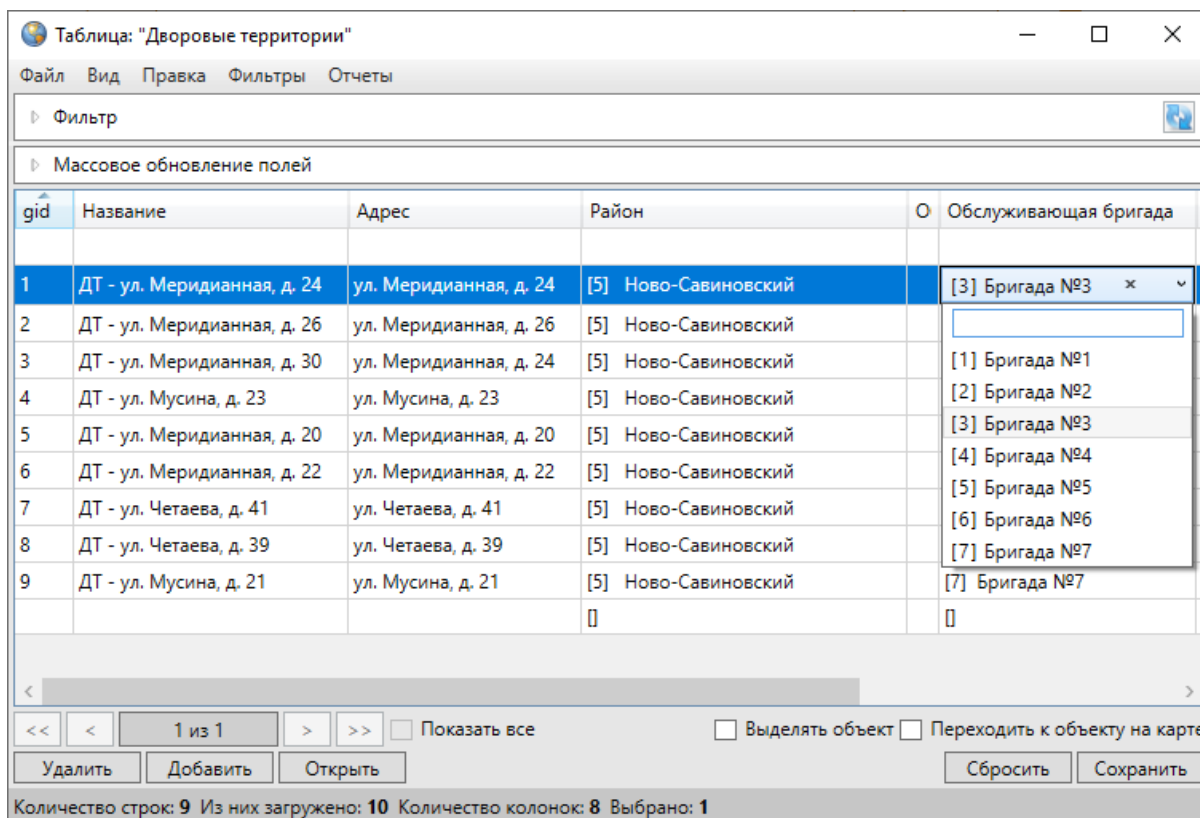 Таблица: "Дворовые территории"
Файл Вид Правка Фильтры Отчеты
Фильтр
Массовое обновление полей
gid Название Адрес Район О Обслуживающая бригада
1 ДТ - ул. Меридианная, д. 24 ул. Меридианная, д. 24 [5] Ново-Савиновский [3] Бригада №3
2 ДТ - ул. Меридианная, д. 26 ул. Меридианная, д. 26 [5] Ново-Савиновский
3 ДТ - ул. Меридианная, д. 30 ул. Меридианная, д. 24 [5] Ново-Савиновский
4 ДТ - ул. Мусина, д. 23 ул. Мусина, д. 23 [5] Ново-Савиновский
5 ДТ - ул. Меридианная, д. 20 ул. Меридианная, д. 20 [5] Ново-Савиновский
6 ДТ - ул. Меридианная, д. 22 ул. Меридианная, д. 22 [5] Ново-Савиновский
7 ДТ - ул. Четаева, д. 41 ул. Четаева, д. 41 [5] Ново-Савиновский
8 ДТ - ул. Четаева, д. 39 ул. Четаева, д. 39 [5] Ново-Савиновский
[1] Бригада №1
[2] Бригада №2
[3] Бригада №3
[4] Бригада №4
[5] Бригада №5
[6] Бригада №6
[7] Бригада №7
9 ДТ - ул. Мусина, д. 21 ул. Мусина, д. 21 [5] Ново-Савиновский [7] Бригада №7
[] []
<< < 1 из 1 > >> Показать все Выделять объект Переходить к объекту на карте
Удалить Добавить Открыть Сбросить Сохранить
Количество строк: 9 Из них загружено: 10 Количество колонок: 8 Выбрано: 1